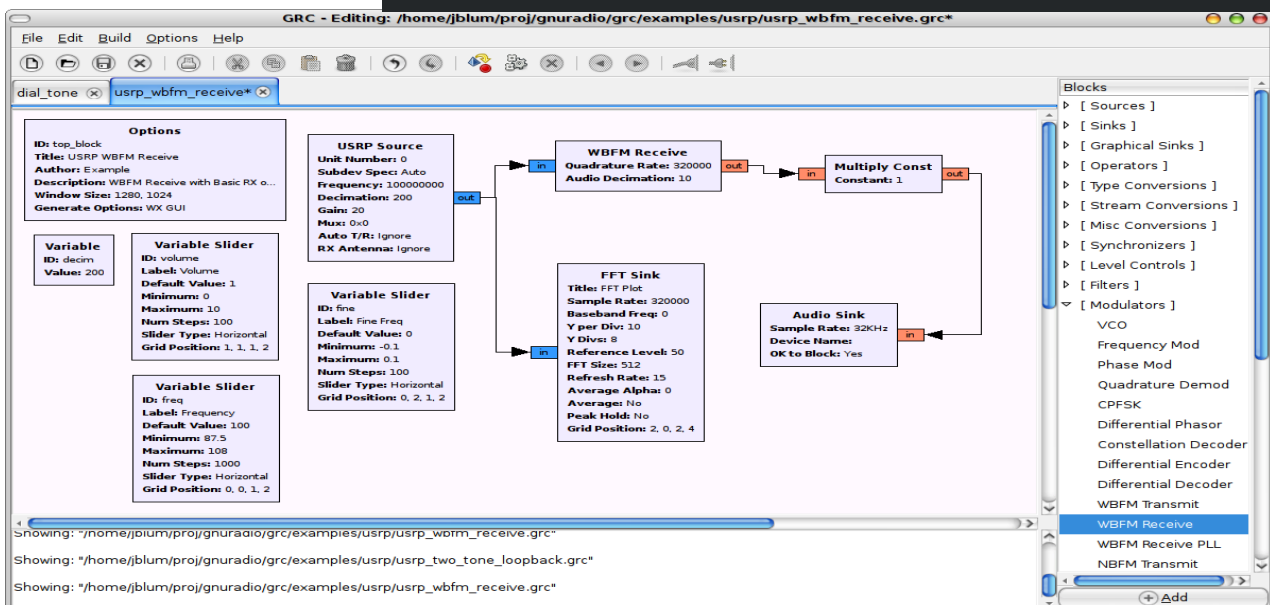 GRC - Editing: /home/jblum/proj/gnuradio/grc/examples/usrp/usrp_wbfm_receive.grc*
File Edit Build Options Help
dial_tone
usrp_wbfm_receive*
Options
ID: top_block
Title: USRP WBFM Receive
Author: Example
Description: WBFM Receive with Basic RX o...
Window Size: 1280, 1024
Generate Options: WX GUI
Variable
ID: decim
Value: 200
Variable Slider
ID: volume
Label: Volume
Default Value: 1
Minimum: 0
Maximum: 10
Num Steps: 100
Slider Type: Horizontal
Grid Position: 1, 1, 1, 2
Variable Slider
ID: freq
Label: Frequency
Default Value: 100
Minimum: 87.5
Maximum: 108
Num Steps: 1000
Slider Type: Horizontal
Grid Position: 0, 0, 1, 2
USRP Source
Unit Number: 0
Subdev Spec: Auto
Frequency: 100000000
Decimation: 200
Gain: 20
Mux: 0x0
Auto T/R: Ignore
RX Antenna: Ignore
out
Variable Slider
ID: fine
Label: Fine Freq
Default Value: 0
Minimum: -0.1
Maximum: 0.1
Num Steps: 100
Slider Type: Horizontal
Grid Position: 0, 2, 1, 2
in
WBFM Receive
Quadrature Rate: 320000
Audio Decimation: 10
out
in
FFT Sink
Title: FFT Plot
Sample Rate: 320000
Baseband Freq: 0
Y per Div: 10
Y Divs: 8
Reference Level: 50
FFT Size: 512
Refresh Rate: 15
Average Alpha: 0
Average: No
Peak Hold: No
Grid Position: 2, 0, 2, 4
in
Multiply Const
Constant: 1
out
Audio Sink
Sample Rate: 32KHz
Device Name:
OK to Block: Yes
in
Blocks
[ Sources ]
[ Sinks ]
[ Graphical Sinks ]
[ Operators ]
[ Type Conversions ]
[ Stream Conversions ]
[ Misc Conversions ]
[ Synchronizers ]
[ Level Controls ]
[ Filters ]
[ Modulators ]
VCO
Frequency Mod
Phase Mod
Quadrature Demod
CPFSK
Differential Phasor
Constellation Decoder
Differential Encoder
Differential Decoder
WBFM Transmit
WBFM Receive
WBFM Receive PLL
NBFM Transmit
Add
Showing: "/home/jblum/proj/gnuradio/grc/examples/usrp/usrp_wbfm_receive.grc"
Showing: "/home/jblum/proj/gnuradio/grc/examples/usrp/usrp_two_tone_loopback.grc"
Showing: "/home/jblum/proj/gnuradio/grc/examples/usrp/usrp_wbfm_receive.grc"